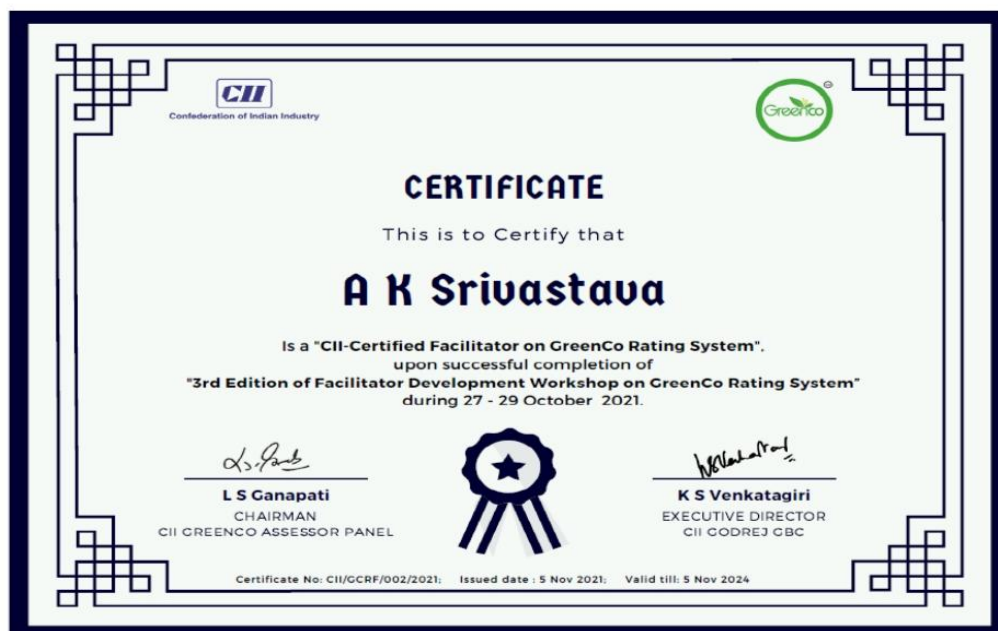 CII
Confederation of Indian Industry
Greenco
CERTIFICATE
This is to Certify that
A K Srivastava
Is a "CII-Certified Facilitator on GreenCo Rating System",
upon successful completion of
"3rd Edition of Facilitator Development Workshop on GreenCo Rating System"
during 27 - 29 October 2021.
L S Ganapati
CHAIRMAN
CII GREENCO ASSESSOR PANEL
K S Venkatagiri
EXECUTIVE DIRECTOR
CII GODREJ GBC
Certificate No: CII/GCRF/002/2021; Issued date : 5 Nov 2021; Valid till: 5 Nov 2024